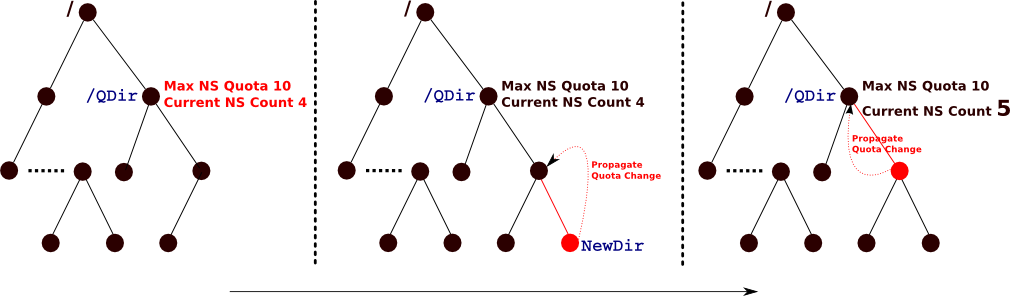 /
/QDir
Max NS Quota 10
Current NS Count 4
/
/QDir
Max NS Quota 10
Current NS Count 4
Propagate
Quota Change
NewDir
/
/QDir
Max NS Quota 10
Current NS Count 5
Propagate
Quota Change